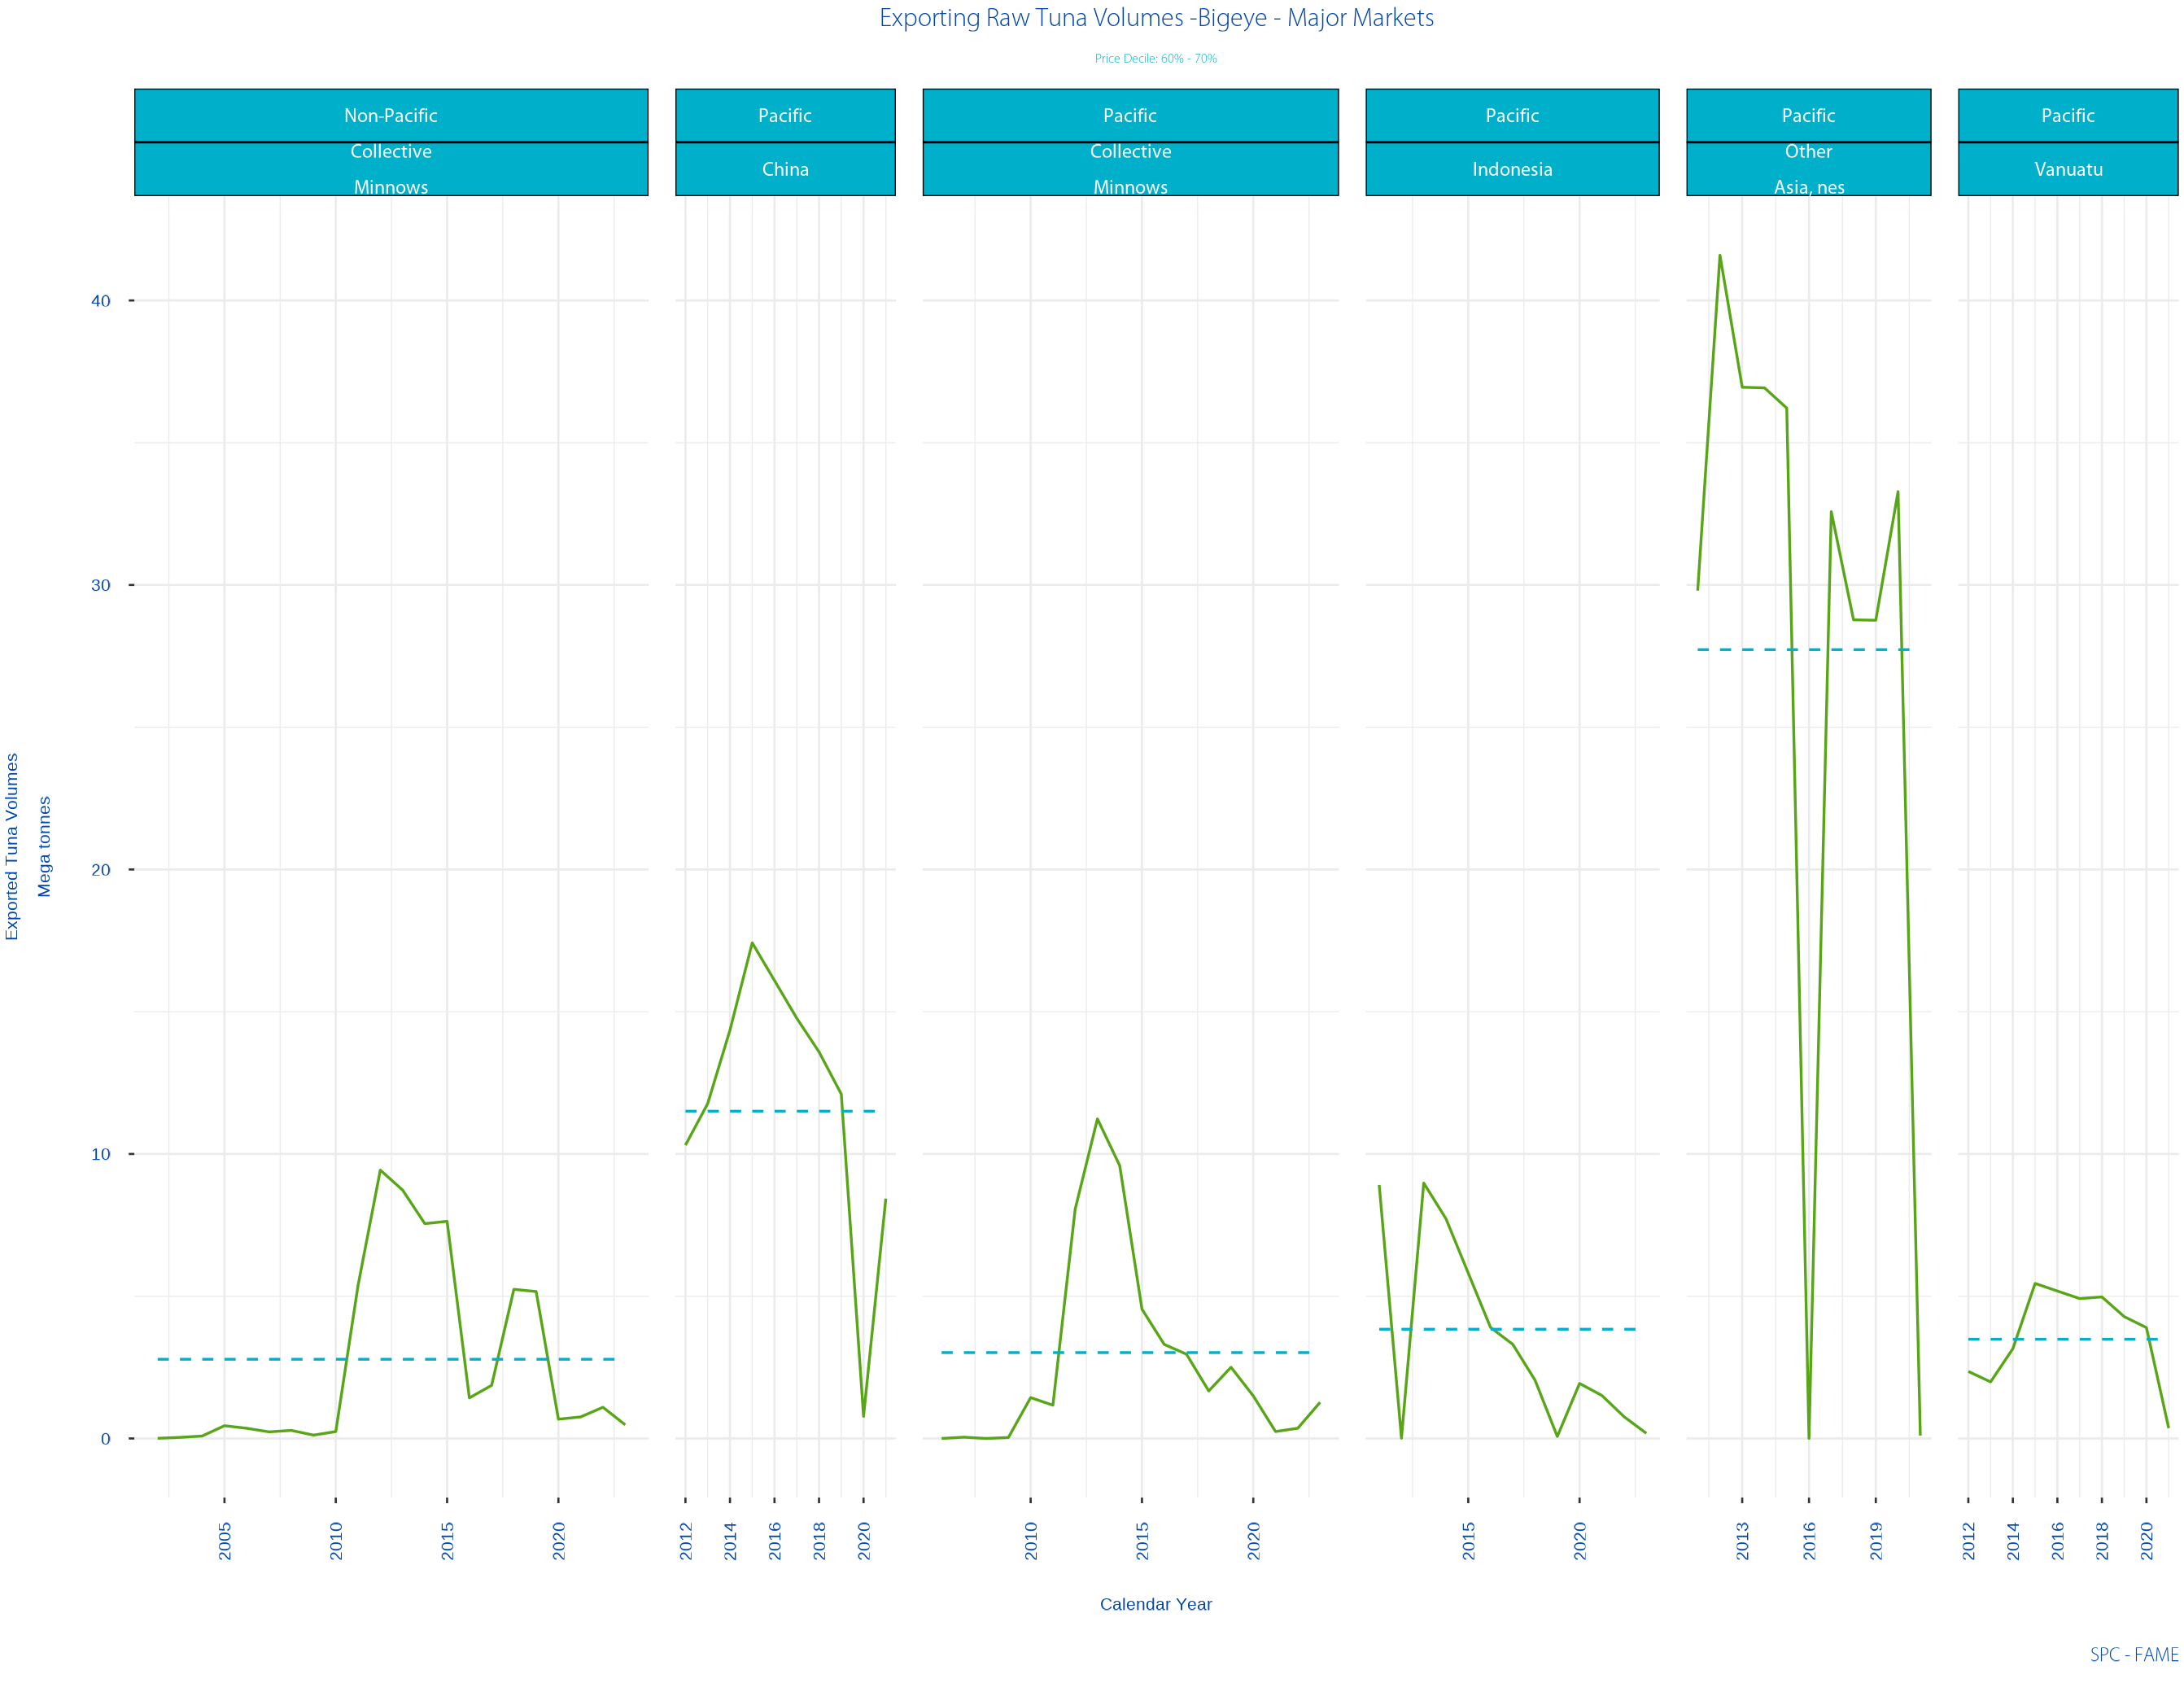 Exporting Raw Tuna Volumes -Bigeye - Major Markets
Price Decile: 60% - 70%
Non-Pacific
Collective
Minnows
Pacific
China
Pacific
Collective
Minnows
Pacific
Indonesia
Pacific
Other
Asia, nes
Pacific
Vanuatu
Exported Tuna Volumes
Mega tonnes
40
30
20
10
0
2005 2010 2015 2020
2012 2014 2016 2018 2020
2010 2015 2020
2015 2020
2013 2016 2019
2012 2014 2016 2018 2020
Calendar Year
SPC - FAME